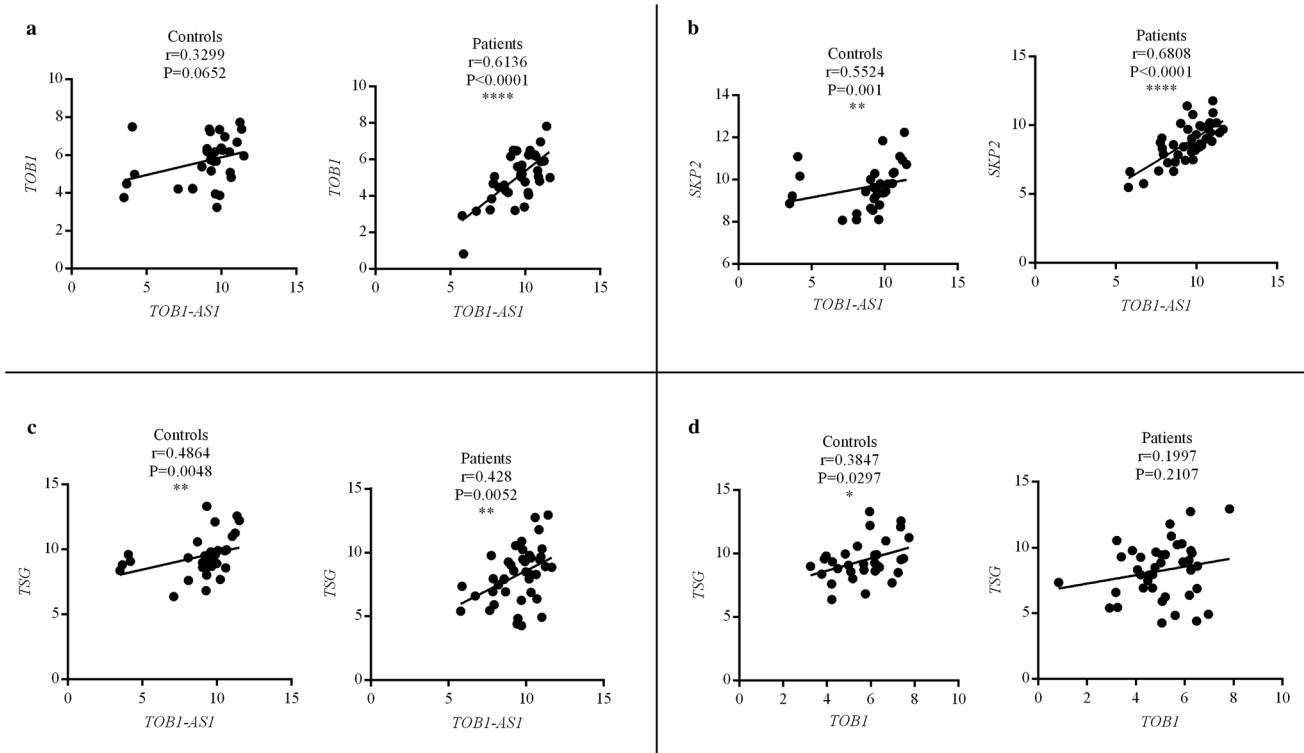 a
Controls
r=0.3299
P=0.0652
10
8
6
4
2
0
TOB1
0 5 10 15
TOB1-AS1
Patients
r=0.6136
P<0.0001
****
10
8
6
4
2
0
TOB1
0 5 10 15
TOB1-AS1
b
Controls
r=0.5524
P=0.001
**
14
12
10
8
6
SKP2
0 5 10 15
TOB1-AS1
Patients
r=0.6808
P<0.0001
****
15
10
5
0
SKP2
0 5 10 15
TOB1-AS1
c
Controls
r=0.4864
P=0.0048
**
15
10
5
0
TSG
0 5 10 15
TOB1-AS1
Patients
r=0.428
P=0.0052
**
15
10
5
0
TSG
0 5 10 15
TOB1-AS1
d
Controls
r=0.3847
P=0.0297
*
15
10
5
0
TSG
0 2 4 6 8 10
TOB1
Patients
r=0.1997
P=0.2107
15
10
5
0
TSG
0 2 4 6 8 10
TOB1